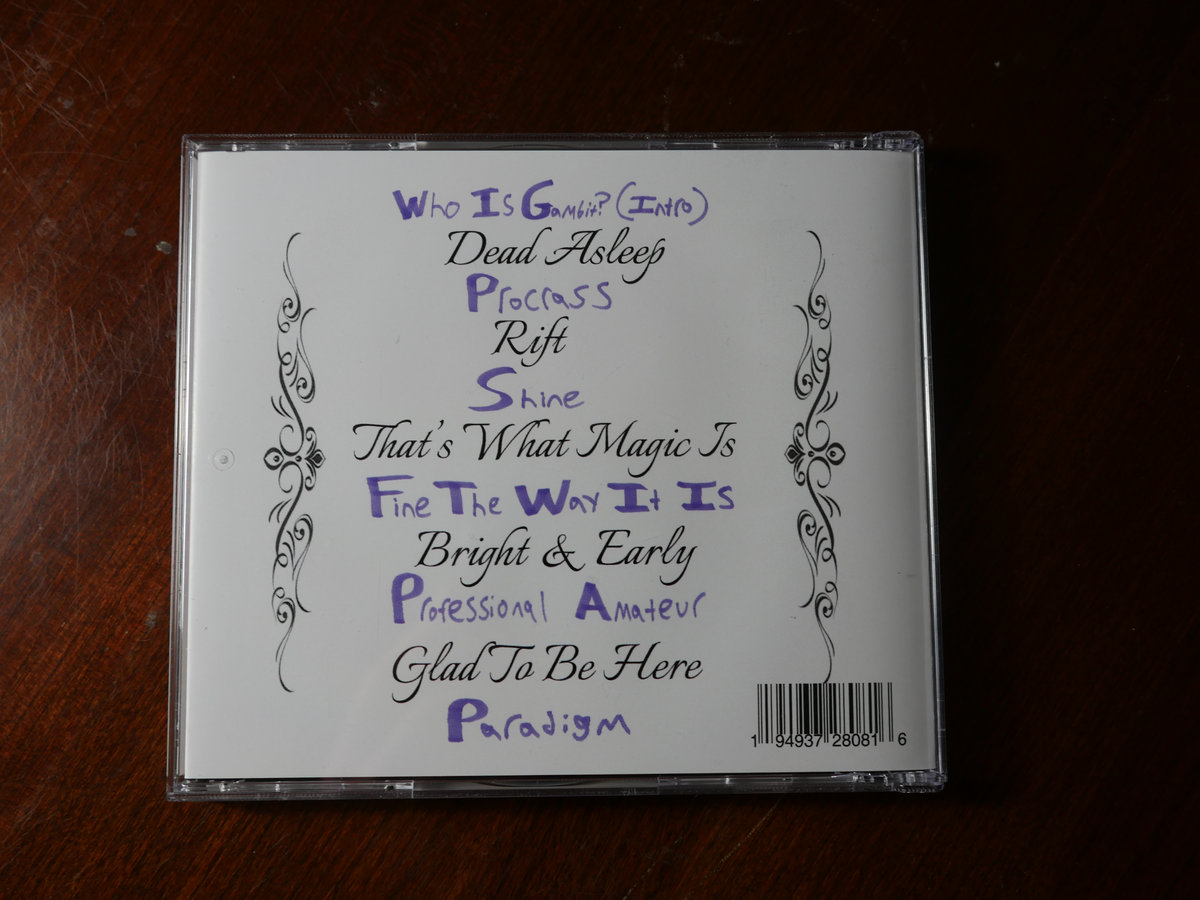 Who Is Gambit? (Intro)
Dead Asleep
Procrass
Rift
Shine
That's What Magic Is
Fine The Way It Is
Bright & Early
Professional Amateur
Glad To Be Here
Paradigm
1 94937 28081 6